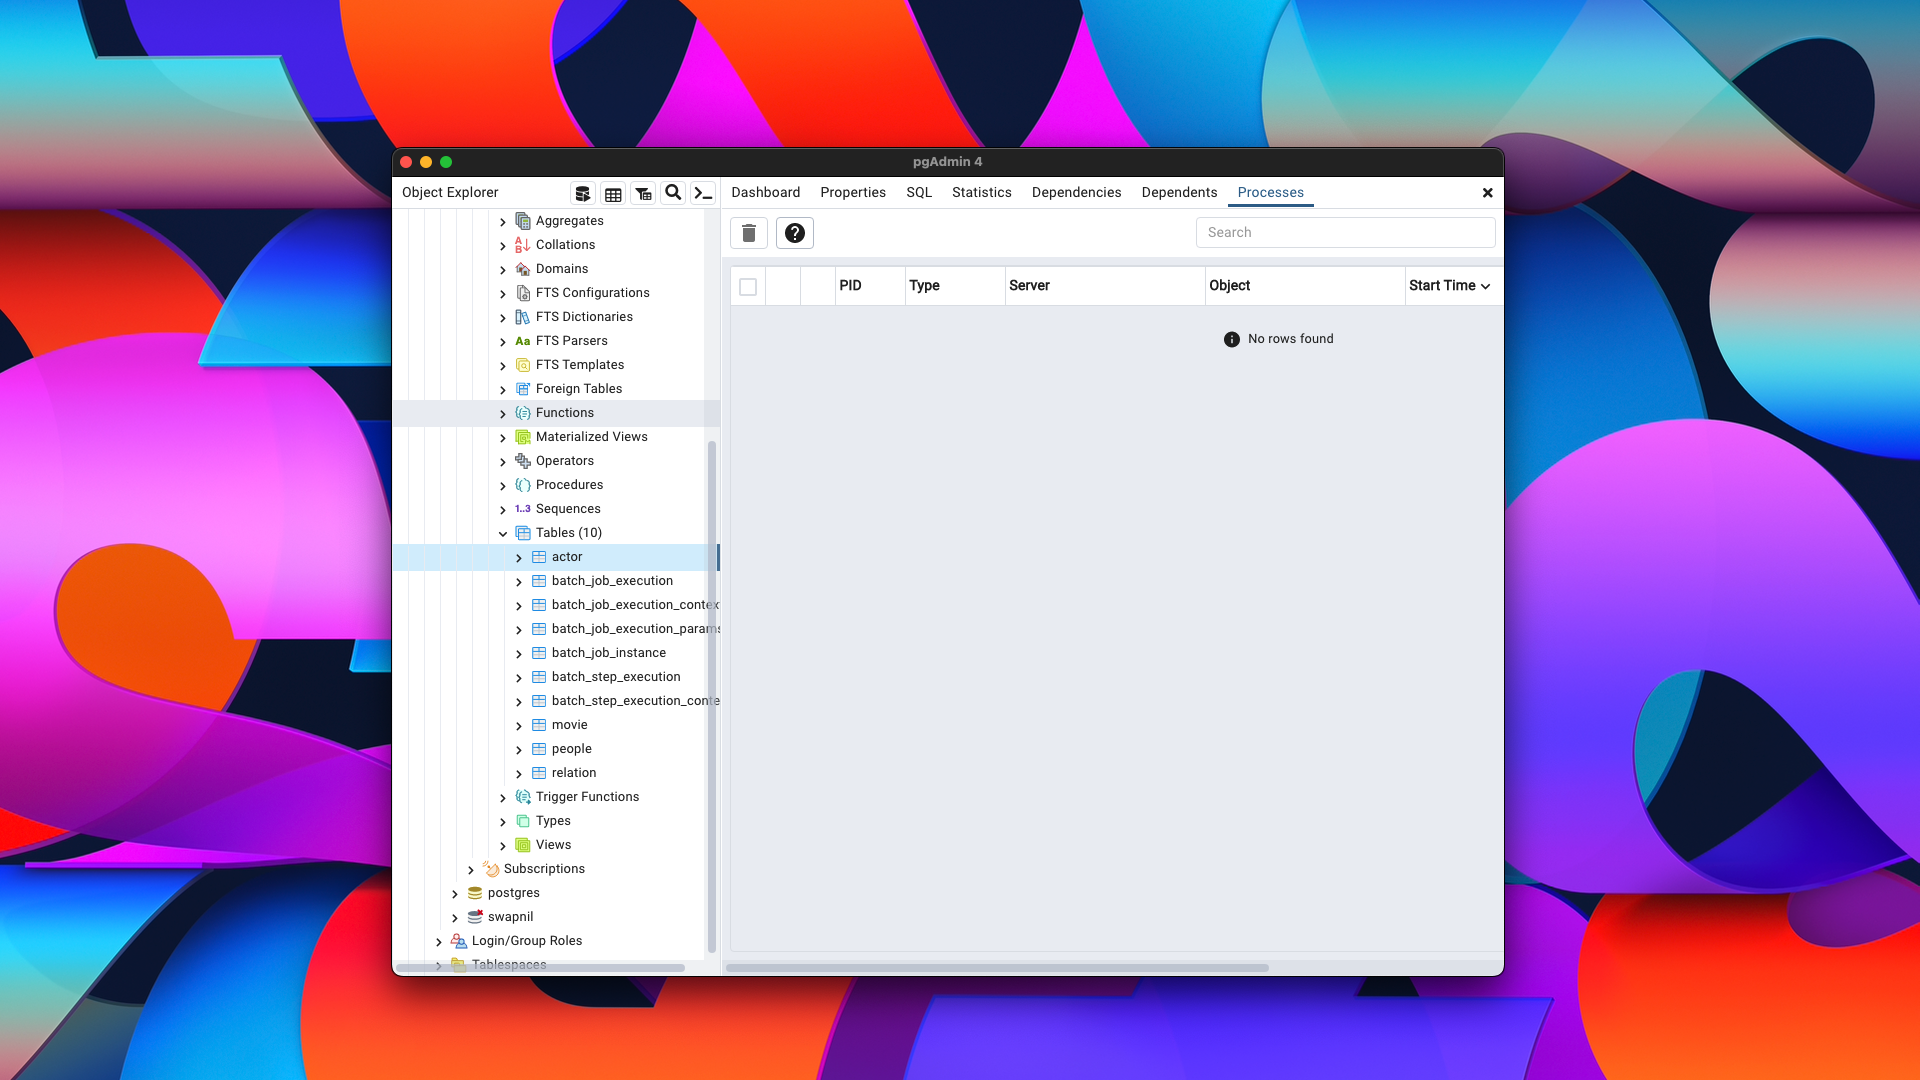 pgAdmin 4
Object Explorer
Dashboard Properties SQL Statistics Dependencies Dependents Processes
Search
PID Type Server Object Start Time
No rows found
Aggregates
Collations
Domains
FTS Configurations
FTS Dictionaries
Aa FTS Parsers
FTS Templates
Foreign Tables
Functions
Materialized Views
Operators
Procedures
1..3 Sequences
Tables (10)
actor
batch_job_execution
batch_job_execution_contex
batch_job_execution_params
batch_job_instance
batch_step_execution
batch_step_execution_conte
movie
people
relation
Trigger Functions
Types
Views
Subscriptions
postgres
swapnil
Login/Group Roles
Tablespaces